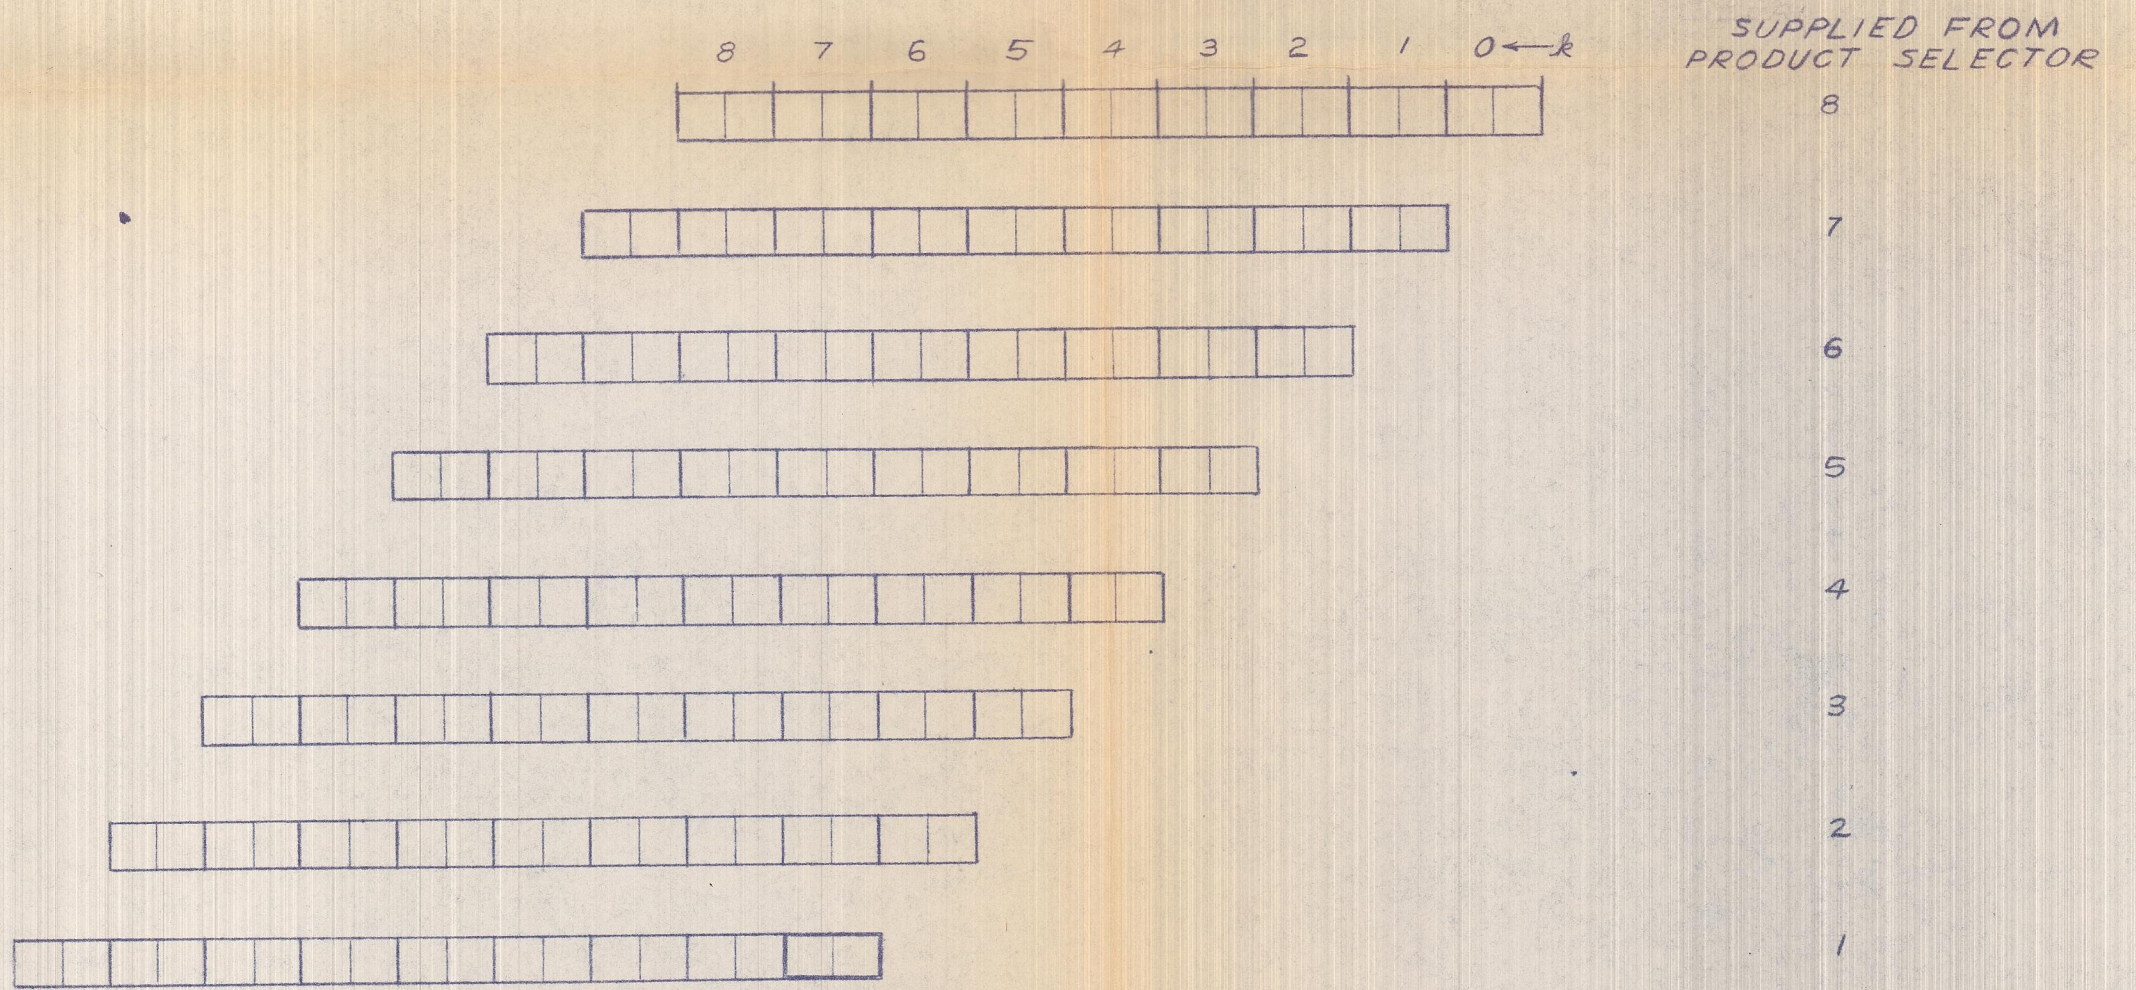 SUPPLIED FROM
PRODUCT SELECTOR
8 7 6 5 4 3 2 1 0←k
8
7
6
5
4
3
2
1